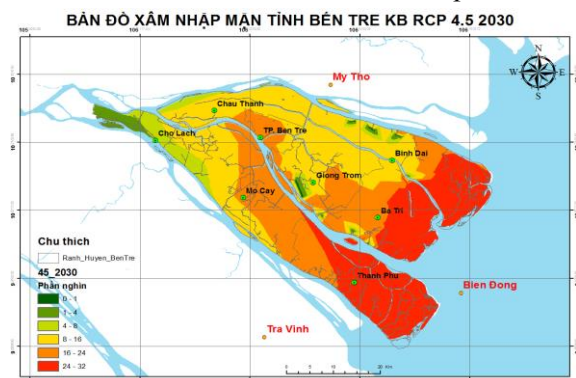 BẢN ĐỒ XÂM NHẬP MẶN TỈNH BẾN TRE KB RCP 4.5 2030
N
W E
S
My Tho
Chau Thanh
Cho Lach
TP. Ben Tre
Binh Dai
Giong Trom
Mo Cay
Ba Tri
Thanh Phu
Bien Dong
Tra Vinh
Chu thich
Ranh_Huyen_BenTre
45_2030
Phần nghìn
0 - 1
1 - 4
4 - 8
8 - 16
16 - 24
24 - 32